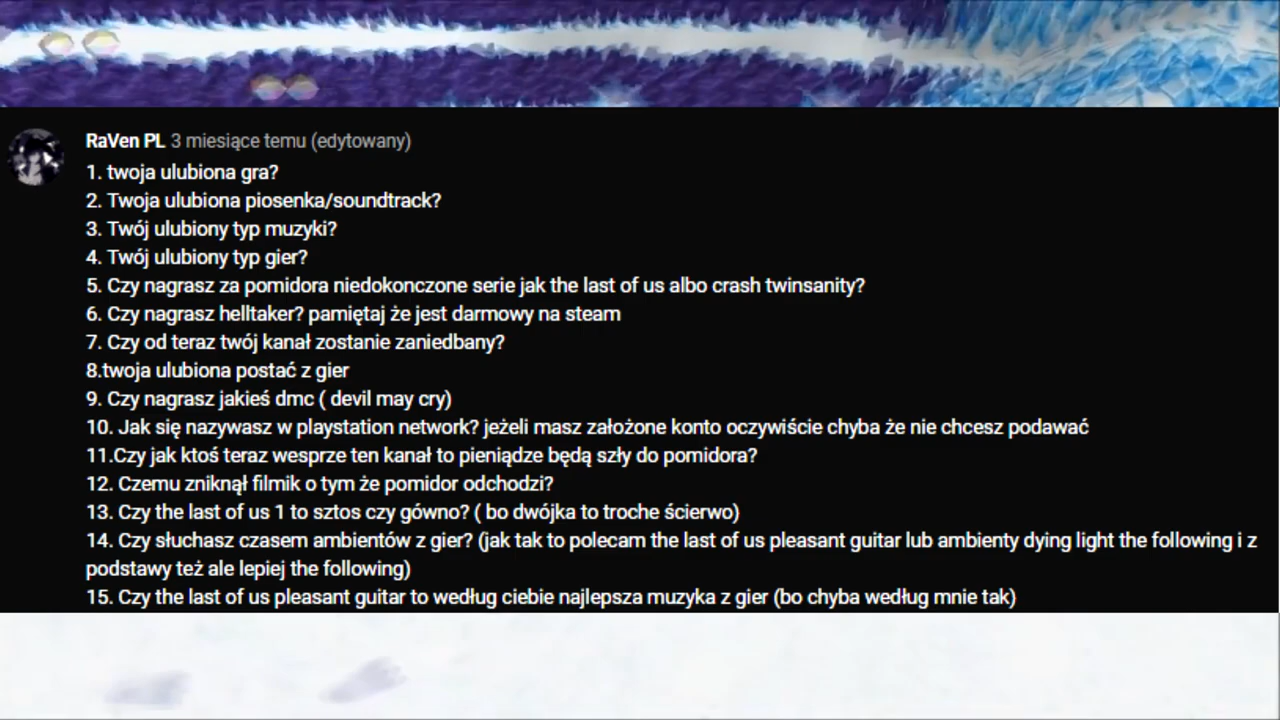 RaVen PL 3 miesiące temu (edytowany)
1. twoja ulubiona gra?
2. Twoja ulubiona piosenka/soundtrack?
3. Twój ulubiony typ muzyki?
4. Twój ulubiony typ gier?
5. Czy nagrasz za pomidora niedokonczone serie jak the last of us albo crash twinsanity?
6. Czy nagrasz helltaker? pamiętaj że jest darmowy na steam
7. Czy od teraz twój kanał zostanie zaniedbany?
8.twoja ulubiona postać z gier
9. Czy nagrasz jakieś dmc ( devil may cry)
10. Jak się nazywasz w playstation network? jeżeli masz założone konto oczywiście chyba że nie chcesz podawać
11.Czy jak ktoś teraz wesprze ten kanał to pieniądze będą szły do pomidora?
12. Czemu zniknął filmik o tym że pomidor odchodzi?
13. Czy the last of us 1 to sztos czy gówno? ( bo dwójka to troche ścierwo)
14. Czy słuchasz czasem ambientów z gier? (jak tak to polecam the last of us pleasant guitar lub ambienty dying light the following i z
podstawy też ale lepiej the following)
15. Czy the last of us pleasant guitar to według ciebie najlepsza muzyka z gier (bo chyba według mnie tak)